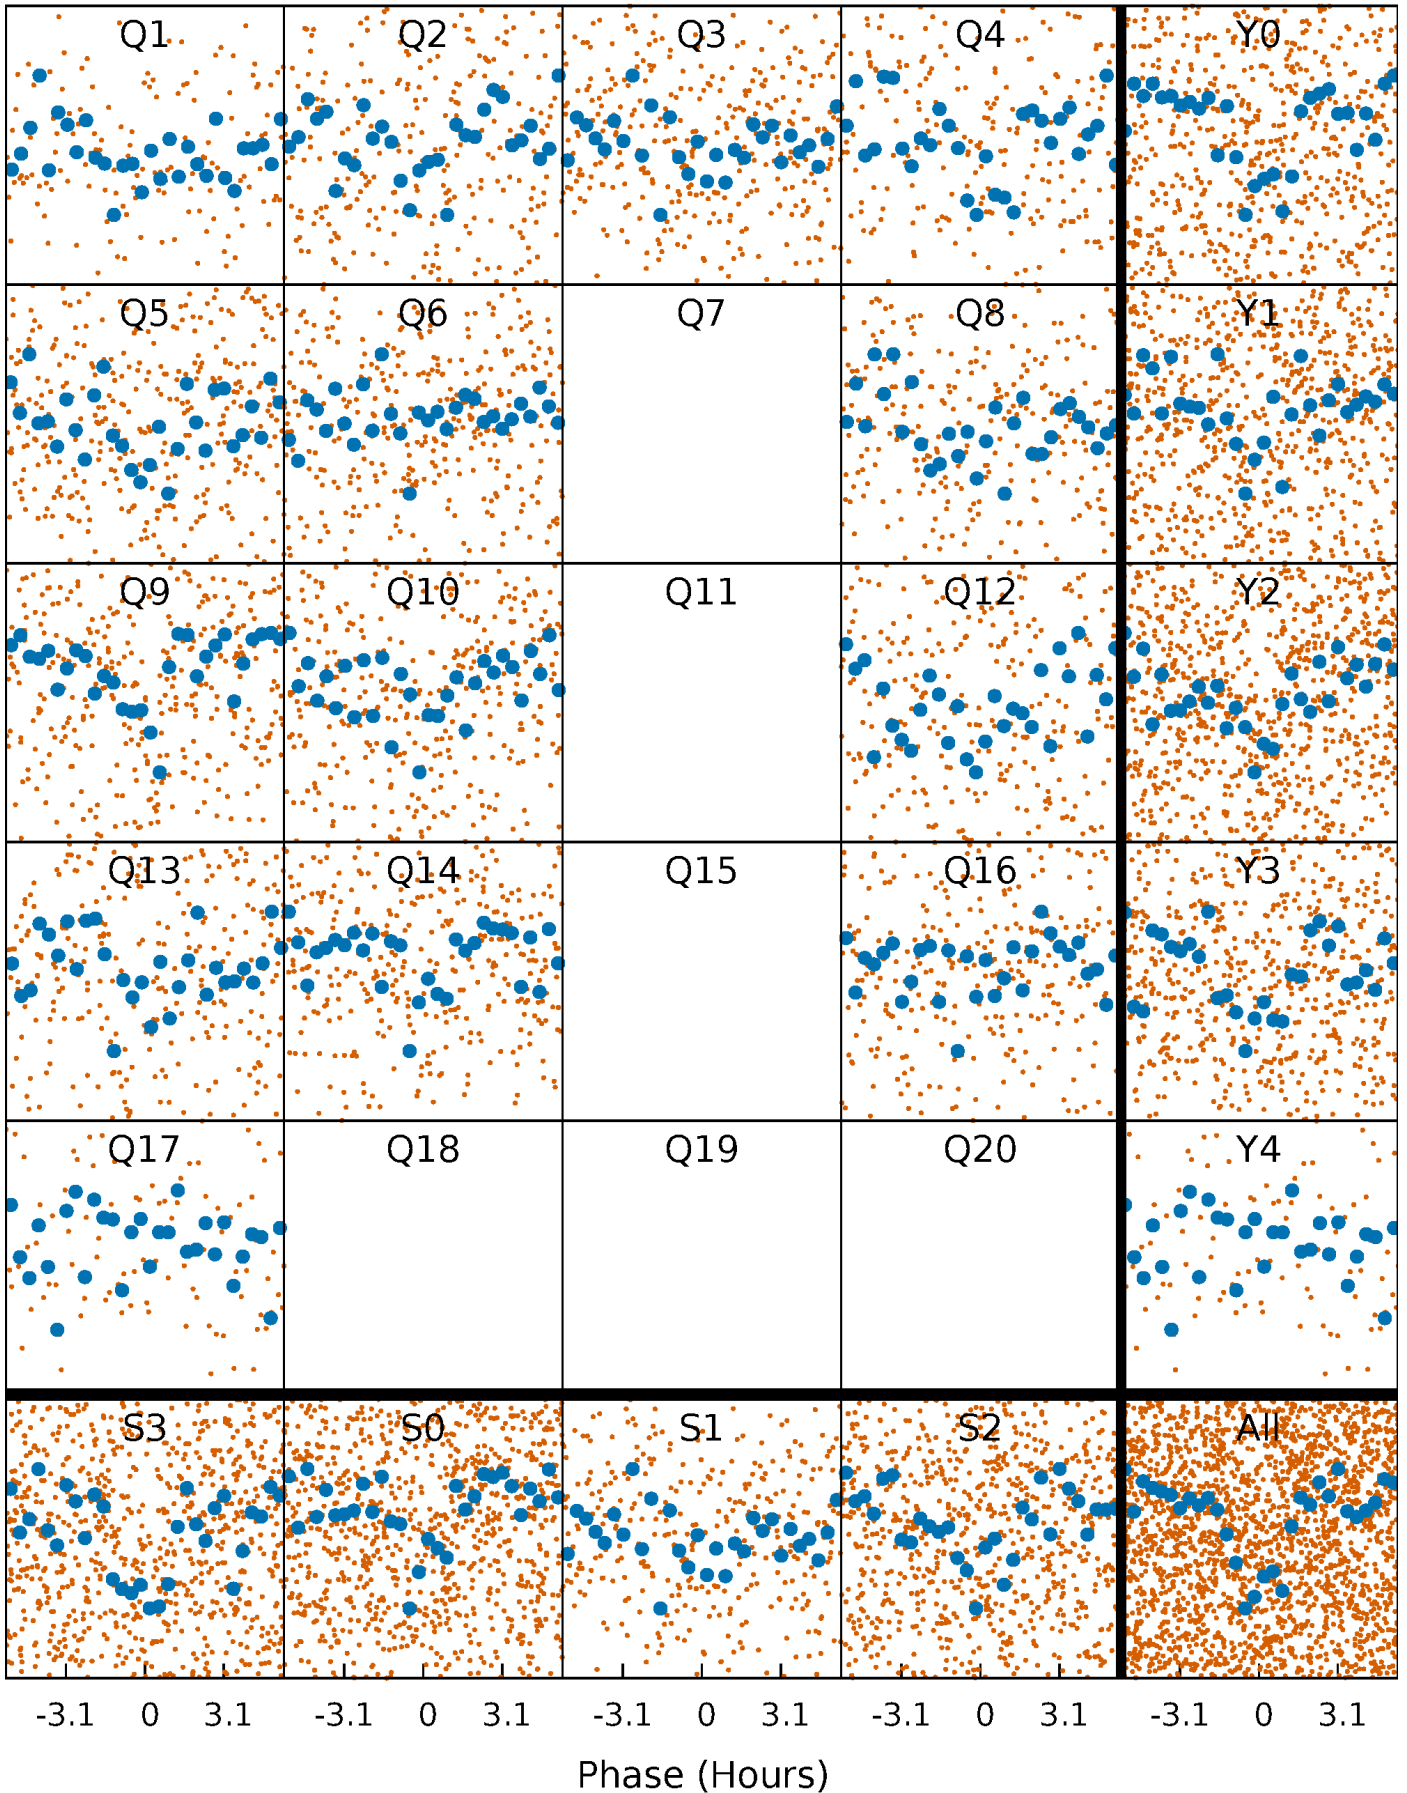 Q1 Q2 Q3 Q4 Y0
Q5 Q6 Q7 Q8 Y1
Q9 Q10 Q11 Q12 Y2
Q13 Q14 Q15 Q16 Y3
Q17 Q18 Q19 Q20 Y4
S3 S0 S1 S2 All
-3.1 0 3.1 -3.1 0 3.1 -3.1 0 3.1 -3.1 0 3.1 -3.1 0 3.1
Phase (Hours)